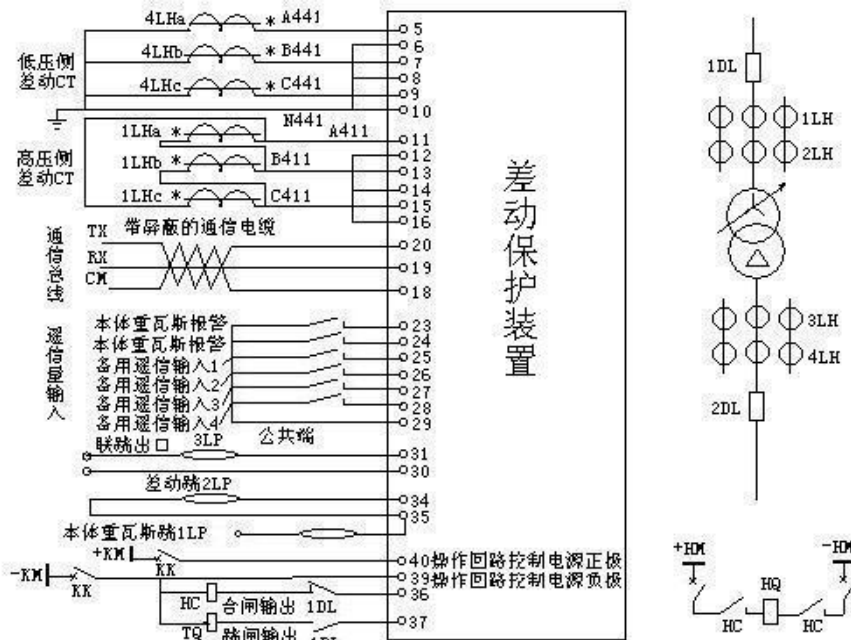 4LHa * A441
5
6
4LHb * B441
7
低压侧
差动CT
8
4LHc * C441
9
10
N441
1LHa * A411
11
12
高压侧
差动CT
1LHb * B411
13
14
1LHc * C411
15
16
带屏蔽的通信电缆
通信总线
TX
20
RX
19
CM
18
遥信量输入
本体重瓦斯报警
23
本体重瓦斯报警
24
备用遥信输入1
25
备用遥信输入2
26
备用遥信输入3
27
备用遥信输入4
28
29
公共端
联跳出口 3LP
31
30
差动跳2LP
34
35
本体重瓦斯跳1LP
+KM
KK
40操作回路控制电源正极
-KM
KK
39操作回路控制电源负极
HC 合闸输出 1DL
36
TQ 跳闸输出 1DL
37
差动保护装置
1DL
1LH
2LH
3LH
4LH
2DL
+HM
-HM
HQ
HC
HC